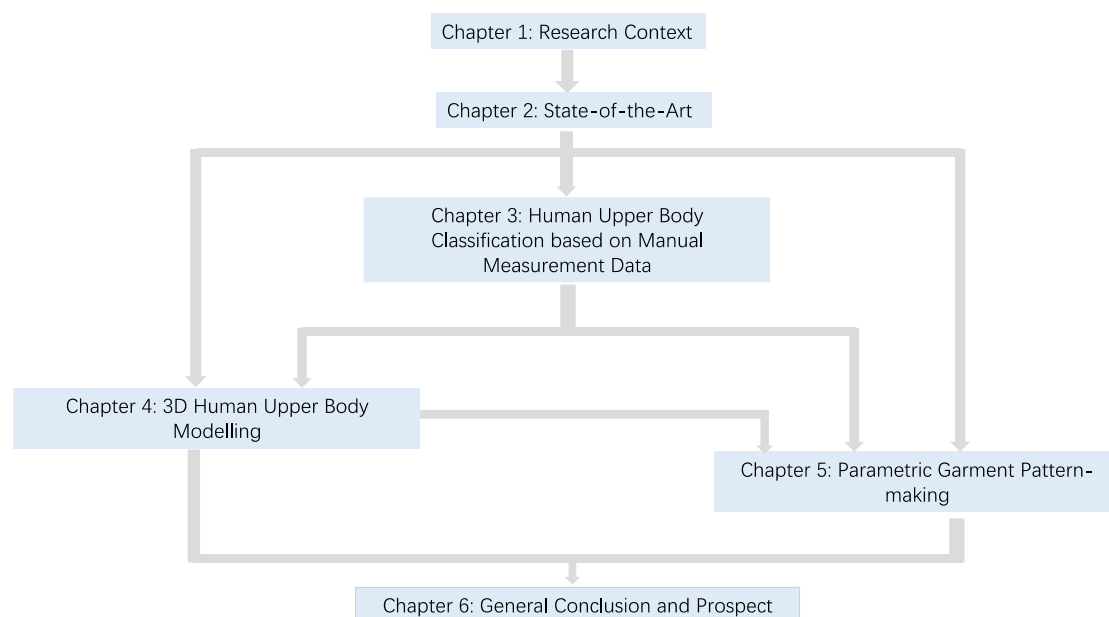 Chapter 1: Research Context
Chapter 2: State-of-the-Art
Chapter 3: Human Upper Body
Classification based on Manual
Measurement Data
Chapter 4: 3D Human Upper Body
Modelling
Chapter 5: Parametric Garment Pattern-
making
Chapter 6: General Conclusion and Prospect